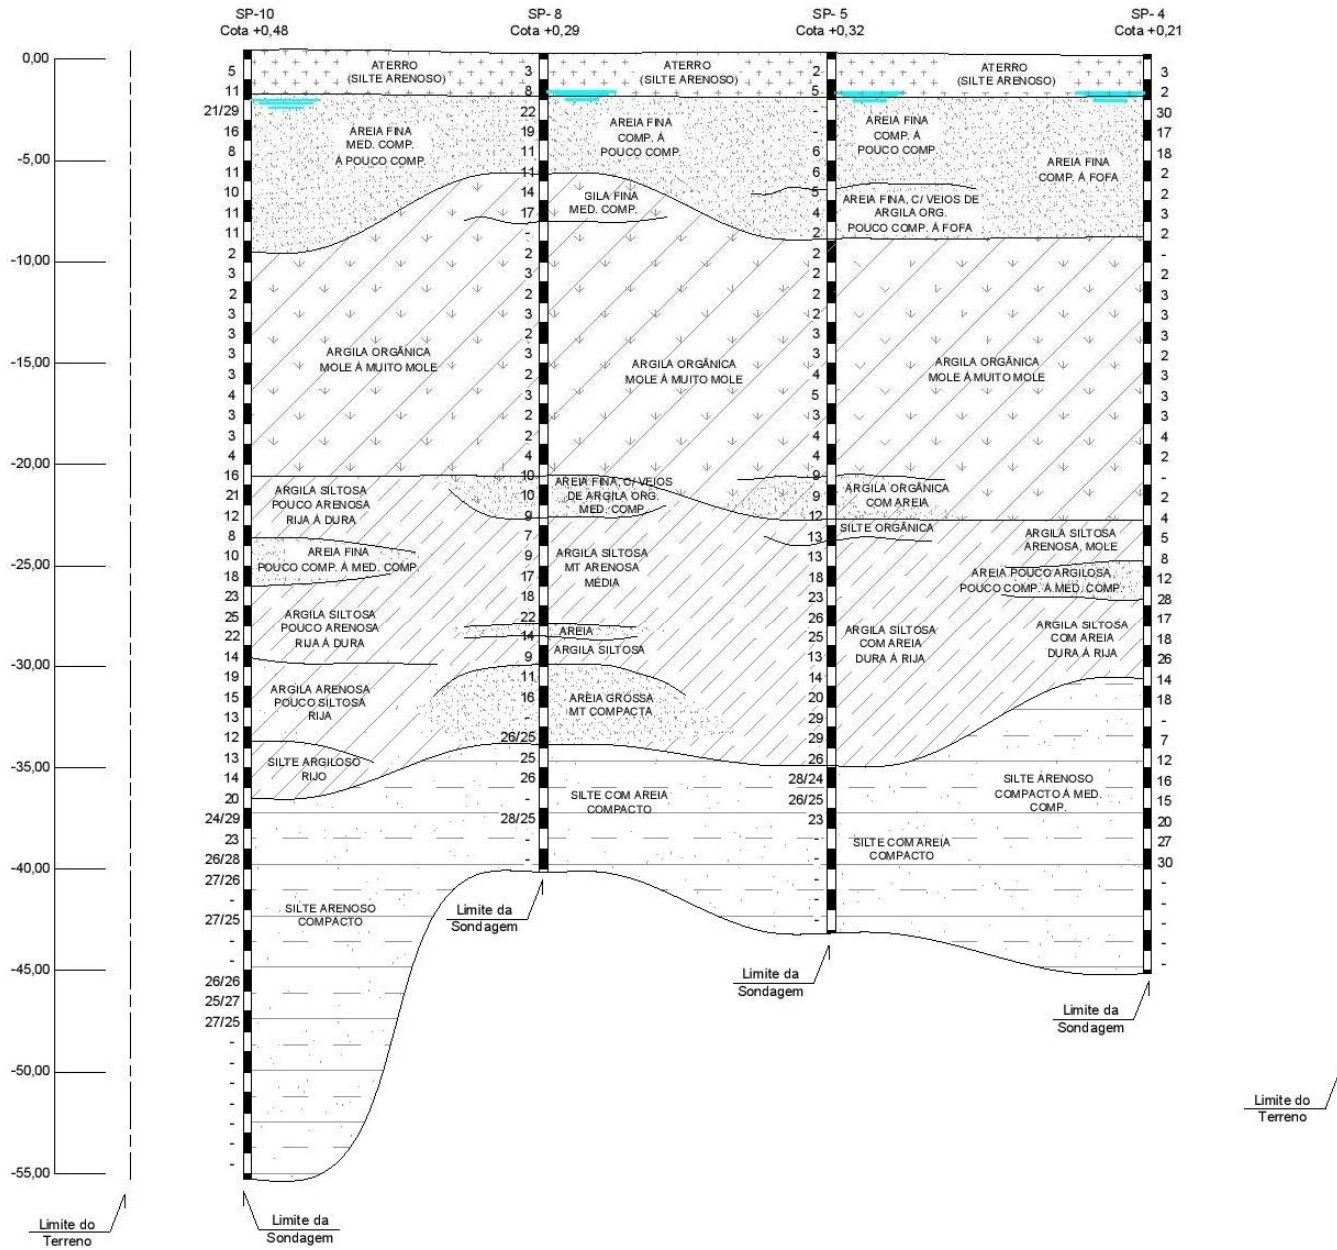 SP-10
Cota +0,48
SP- 8
Cota +0,29
SP- 5
Cota +0,32
SP- 4
Cota +0,21
0,00
-5,00
-10,00
-15,00
-20,00
-25,00
-30,00
-35,00
-40,00
-45,00
-50,00
-55,00
5
11
21/29
16
8
11
10
11
11
2
3
2
3
3
3
3
4
3
3
4
16
21
12
8
10
18
23
25
22
14
19
15
13
12
13
14
20
24/29
23
26/28
27/26
-
27/25
-
-
26/26
25/27
27/25
-
-
-
-
-
-
-
ATERRO
(SILTE ARENOSO)
AREIA FINA
MED. COMP.
À POUCO COMP.
ARGILA ORGÂNICA
MOLE À MUITO MOLE
ARGILA SILTOSA
POUCO ARENOSA
RIJA À DURA
AREIA FINA
POUCO COMP. À MED. COMP.
ARGILA SILTOSA
POUCO ARENOSA
RIJA À DURA
ARGILA ARENOSA
POUCO SILTOSA
RIJA
SILTE ARGILOSO
RIJO
SILTE ARENOSO
COMPACTO
3
8
22
19
11
11
14
17
-
2
3
2
2
3
3
2
3
2
2
4
10
10
9
7
9
17
18
22
14
9
11
16
-
26/25
25
26
-
28/25
-
-
ATERRO
(SILTE ARENOSO)
AREIA FINA
COMP. À
POUCO COMP.
GILA FINA
MED. COMP.
ARGILA ORGÂNICA
MOLE À MUITO MOLE
AREIA FINA, C/ VEIOS
DE ARGILA ORG.
MED. COMP.
ARGILA SILTOSA
MT ARENOSA
MÉDIA
AREIA
ARGILA SILTOSA
AREIA GROSSA
MT COMPACTA
SILTE COM AREIA
COMPACTO
2
5
-
-
6
6
5
4
2
2
2
2
2
3
3
4
5
3
4
4
9
9
12
13
13
18
23
26
25
13
14
20
29
29
26
28/24
26/25
23
-
-
-
-
-
ATERRO
(SILTE ARENOSO)
AREIA FINA
COMP. À
POUCO COMP.
AREIA FINA, C/ VEIOS DE
ARGILA ORG.
POUCO COMP. À FOFA
AREIA FINA
COMP. À FOFA
ARGILA ORGÂNICA
MOLE À MUITO MOLE
ARGILA ORGÂNICA
COM AREIA
SILTE ORGÂNICA
ARGILA SILTOSA
COM AREIA
DURA À RIJA
SILTE COM AREIA
COMPACTO
ARGILA SILTOSA
ARENOSA, MOLE
AREIA POUCO ARGILOSA,
POUCO COMP. À MED. COMP.
ARGILA SILTOSA
COM AREIA
DURA À RIJA
SILTE ARENOSO
COMPACTO À MED.
COMP.
3
2
30
17
18
2
2
3
2
-
2
3
3
3
2
3
3
3
4
2
-
2
4
5
8
12
28
17
18
26
14
18
-
7
12
16
15
20
27
30
-
-
-
-
-
Limite da
Sondagem
Limite da
Sondagem
Limite da
Sondagem
Limite do
Terreno
Limite do
Terreno
Limite da
Sondagem